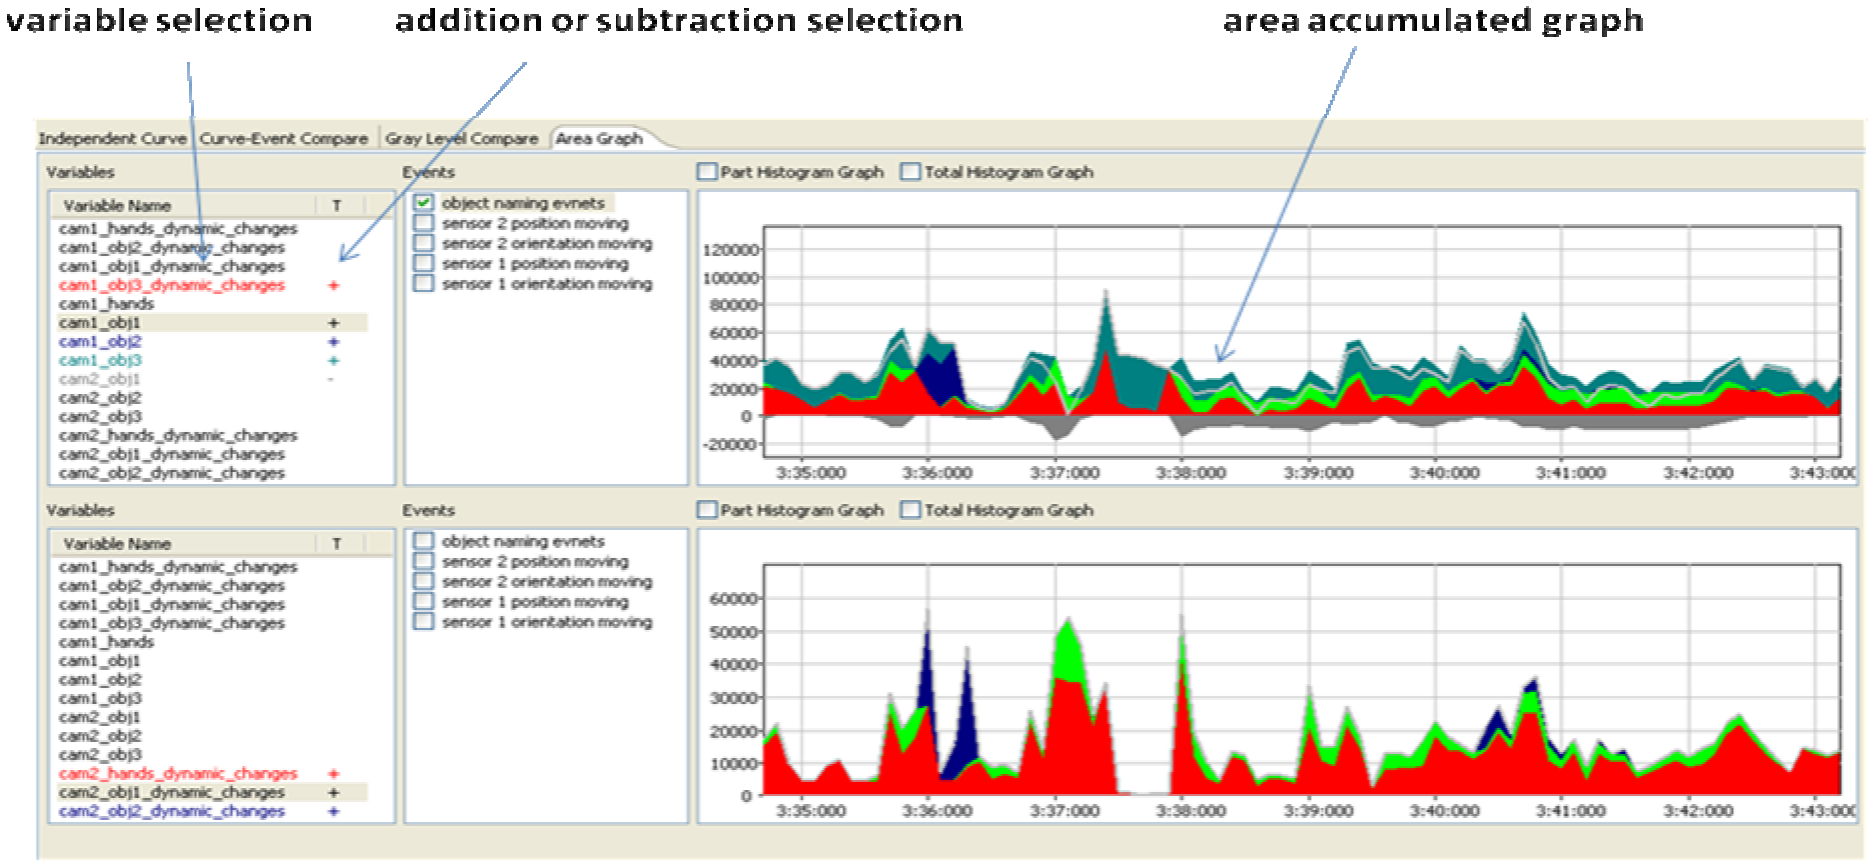 variable selection addition or subtraction selection area accumulated graph
Independent Curve Curve-Event Compare Gray Level Compare Area Graph
Variables Events Part Histogram Graph Total Histogram Graph
Variable Name T
cam1_hands_dynamic_changes
cam1_obj2_dynamic_changes
cam1_obj1_dynamic_changes
cam1_obj3_dynamic_changes +
cam1_hands
cam1_obj1 +
cam1_obj2 +
cam1_obj3 +
cam2_obj1 -
cam2_obj2
cam2_obj3
cam2_hands_dynamic_changes
cam2_obj1_dynamic_changes
cam2_obj2_dynamic_changes
object naming evnets
sensor 2 position moving
sensor 2 orientation moving
sensor 1 position moving
sensor 1 orientation moving
120000
100000
80000
60000
40000
20000
0
-20000
3:35:000 3:36:000 3:37:000 3:38:000 3:39:000 3:40:000 3:41:000 3:42:000 3:43:000
Variables Events Part Histogram Graph Total Histogram Graph
Variable Name T
cam1_hands_dynamic_changes
cam1_obj2_dynamic_changes
cam1_obj1_dynamic_changes
cam1_obj3_dynamic_changes
cam1_hands
cam1_obj1
cam1_obj2
cam1_obj3
cam2_obj1
cam2_obj2
cam2_obj3
cam2_hands_dynamic_changes +
cam2_obj1_dynamic_changes +
cam2_obj2_dynamic_changes +
object naming evnets
sensor 2 position moving
sensor 2 orientation moving
sensor 1 position moving
sensor 1 orientation moving
60000
50000
40000
30000
20000
10000
0
3:35:000 3:36:000 3:37:000 3:38:000 3:39:000 3:40:000 3:41:000 3:42:000 3:43:000